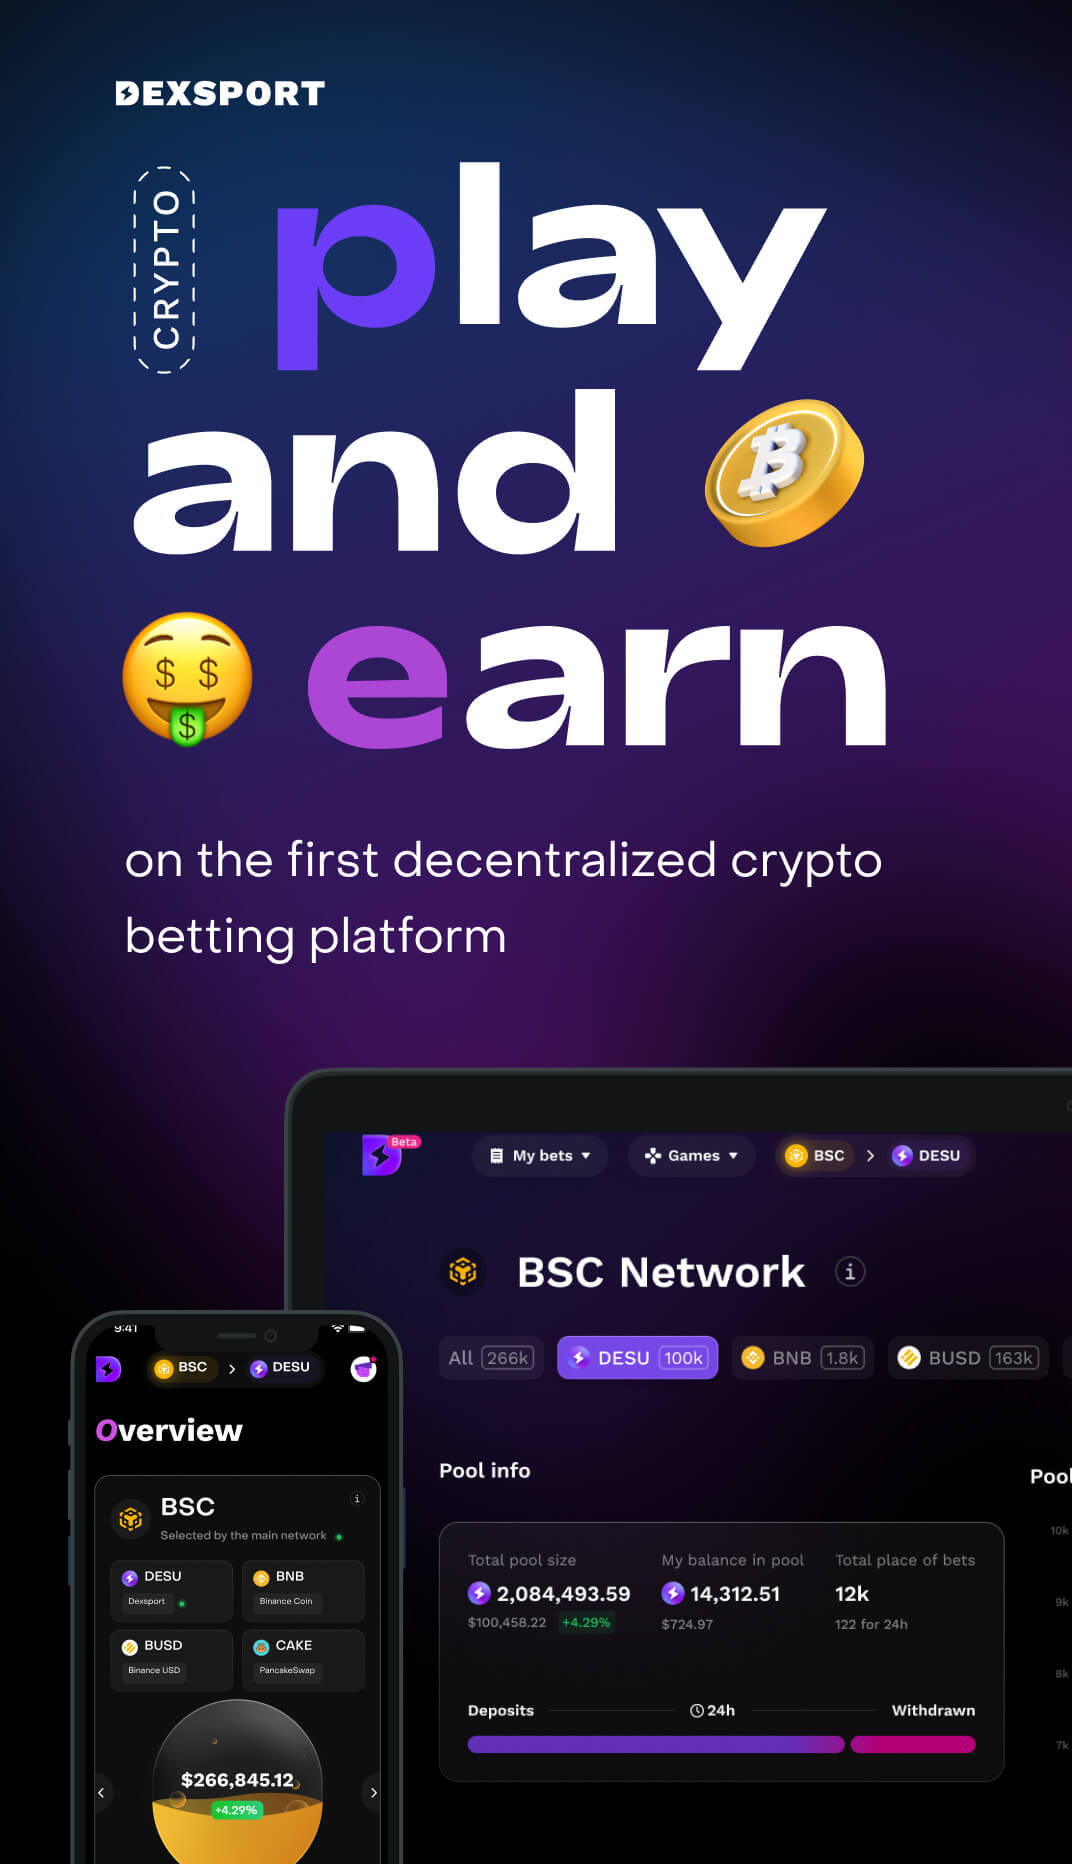 DEXSPORT
CRYPTO
play
and
earn
on the first decentralized crypto
betting platform
Beta
My bets
Games
BSC
DESU
BSC Network
All 266k
DESU 100k
BNB 1.8k
BUSD 163k
Pool info
Total pool size
2,084,493.59
$100,458.22 +4.29%
My balance in pool
14,312.51
$724.97
Total place of bets
12k
122 for 24h
Deposits
24h
Withdrawn
Pool
10k
9k
8k
7k
9:41
BSC
DESU
Overview
BSC
Selected by the main network
DESU
Dexsport
BNB
Binance Coin
BUSD
Binance USD
CAKE
PancakeSwap
$266,845.12
+4.29%